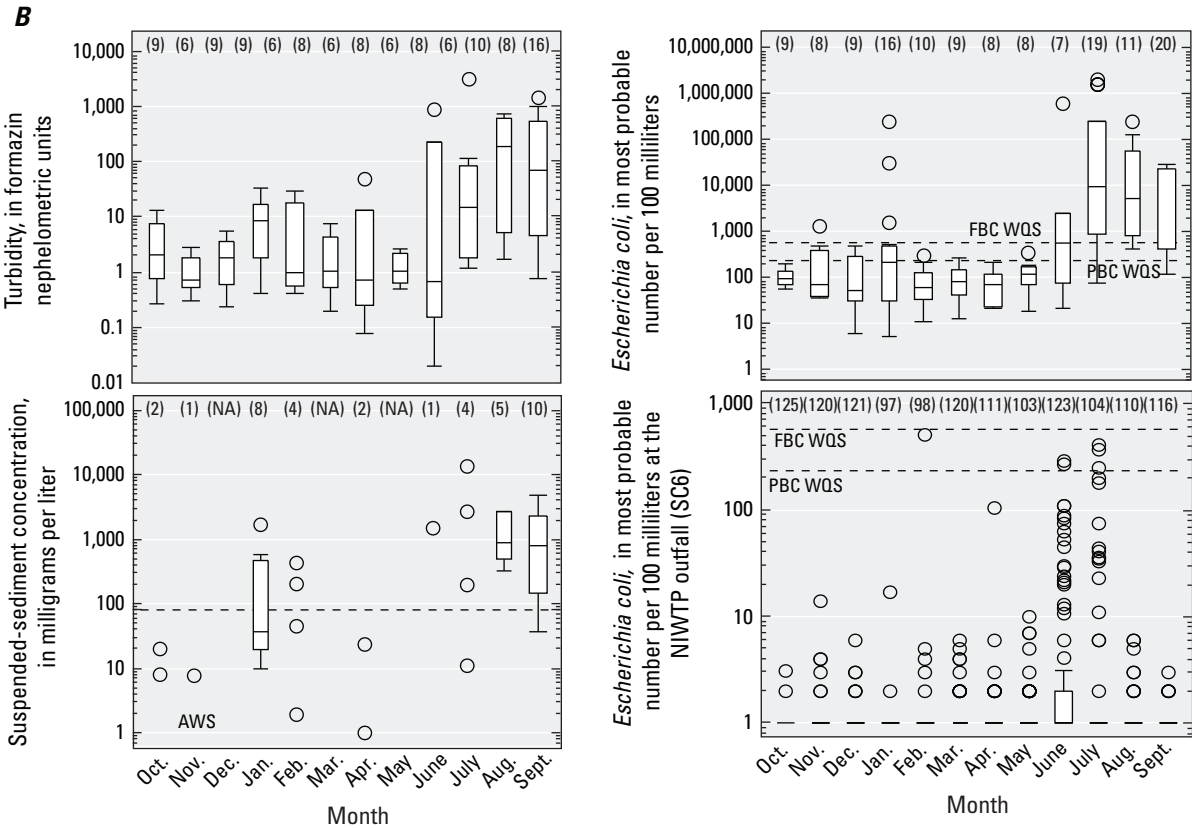 B
(9) (6) (9) (9) (6) (8) (6) (8) (8) (6) (10) (8) (16)
10,000
1,000
100
10
1
0.1
0.01
Turbidity, in formazin
nephelometric units
(9) (8) (9) (16) (10) (9) (8) (8) (7) (19) (11) (20)
10,000,000
1,000,000
100,000
10,000
1,000
100
10
1
FBC WQS
PBC WQS
Escherichia coli, in most probable
number per 100 milliliters
(2) (1) (NA) (8) (4) (NA) (2) (NA) (1) (4) (5) (10)
100,000
10,000
1,000
100
10
1
AWS
Suspended-sediment concentration,
in milligrams per liter
Oct. Nov. Dec. Jan. Feb. Mar. Apr. May June July Aug. Sept.
Month
(125) (120) (121) (97) (98) (120) (111) (103) (123) (104) (110) (116)
1,000
100
10
1
FBC WQS
PBC WQS
Escherichia coli, in most probable
number per 100 milliliters at the
NIWTP outfall (SC6)
Oct. Nov. Dec. Jan. Feb. Mar. Apr. May June July Aug. Sept.
Month